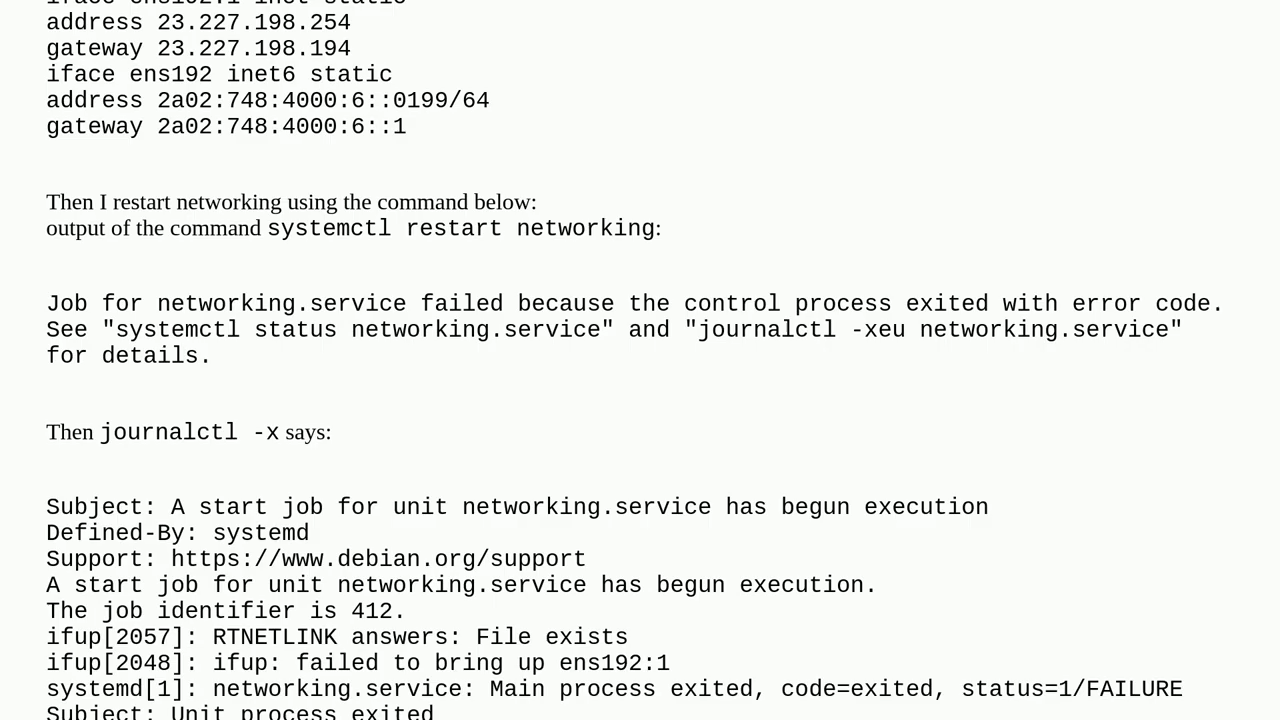 iface ens192:1 inet static
address 23.227.198.254
gateway 23.227.198.194
iface ens192 inet6 static
address 2a02:748:4000:6::0199/64
gateway 2a02:748:4000:6::1
Then I restart networking using the command below:
output of the command systemctl restart networking:
Job for networking.service failed because the control process exited with error code.
See "systemctl status networking.service" and "journalctl -xeu networking.service"
for details.
Then journalctl -x says:
Subject: A start job for unit networking.service has begun execution
Defined-By: systemd
Support: https://www.debian.org/support
A start job for unit networking.service has begun execution.
The job identifier is 412.
ifup[2057]: RTNETLINK answers: File exists
ifup[2048]: ifup: failed to bring up ens192:1
systemd[1]: networking.service: Main process exited, code=exited, status=1/FAILURE
Subject: Unit process exited